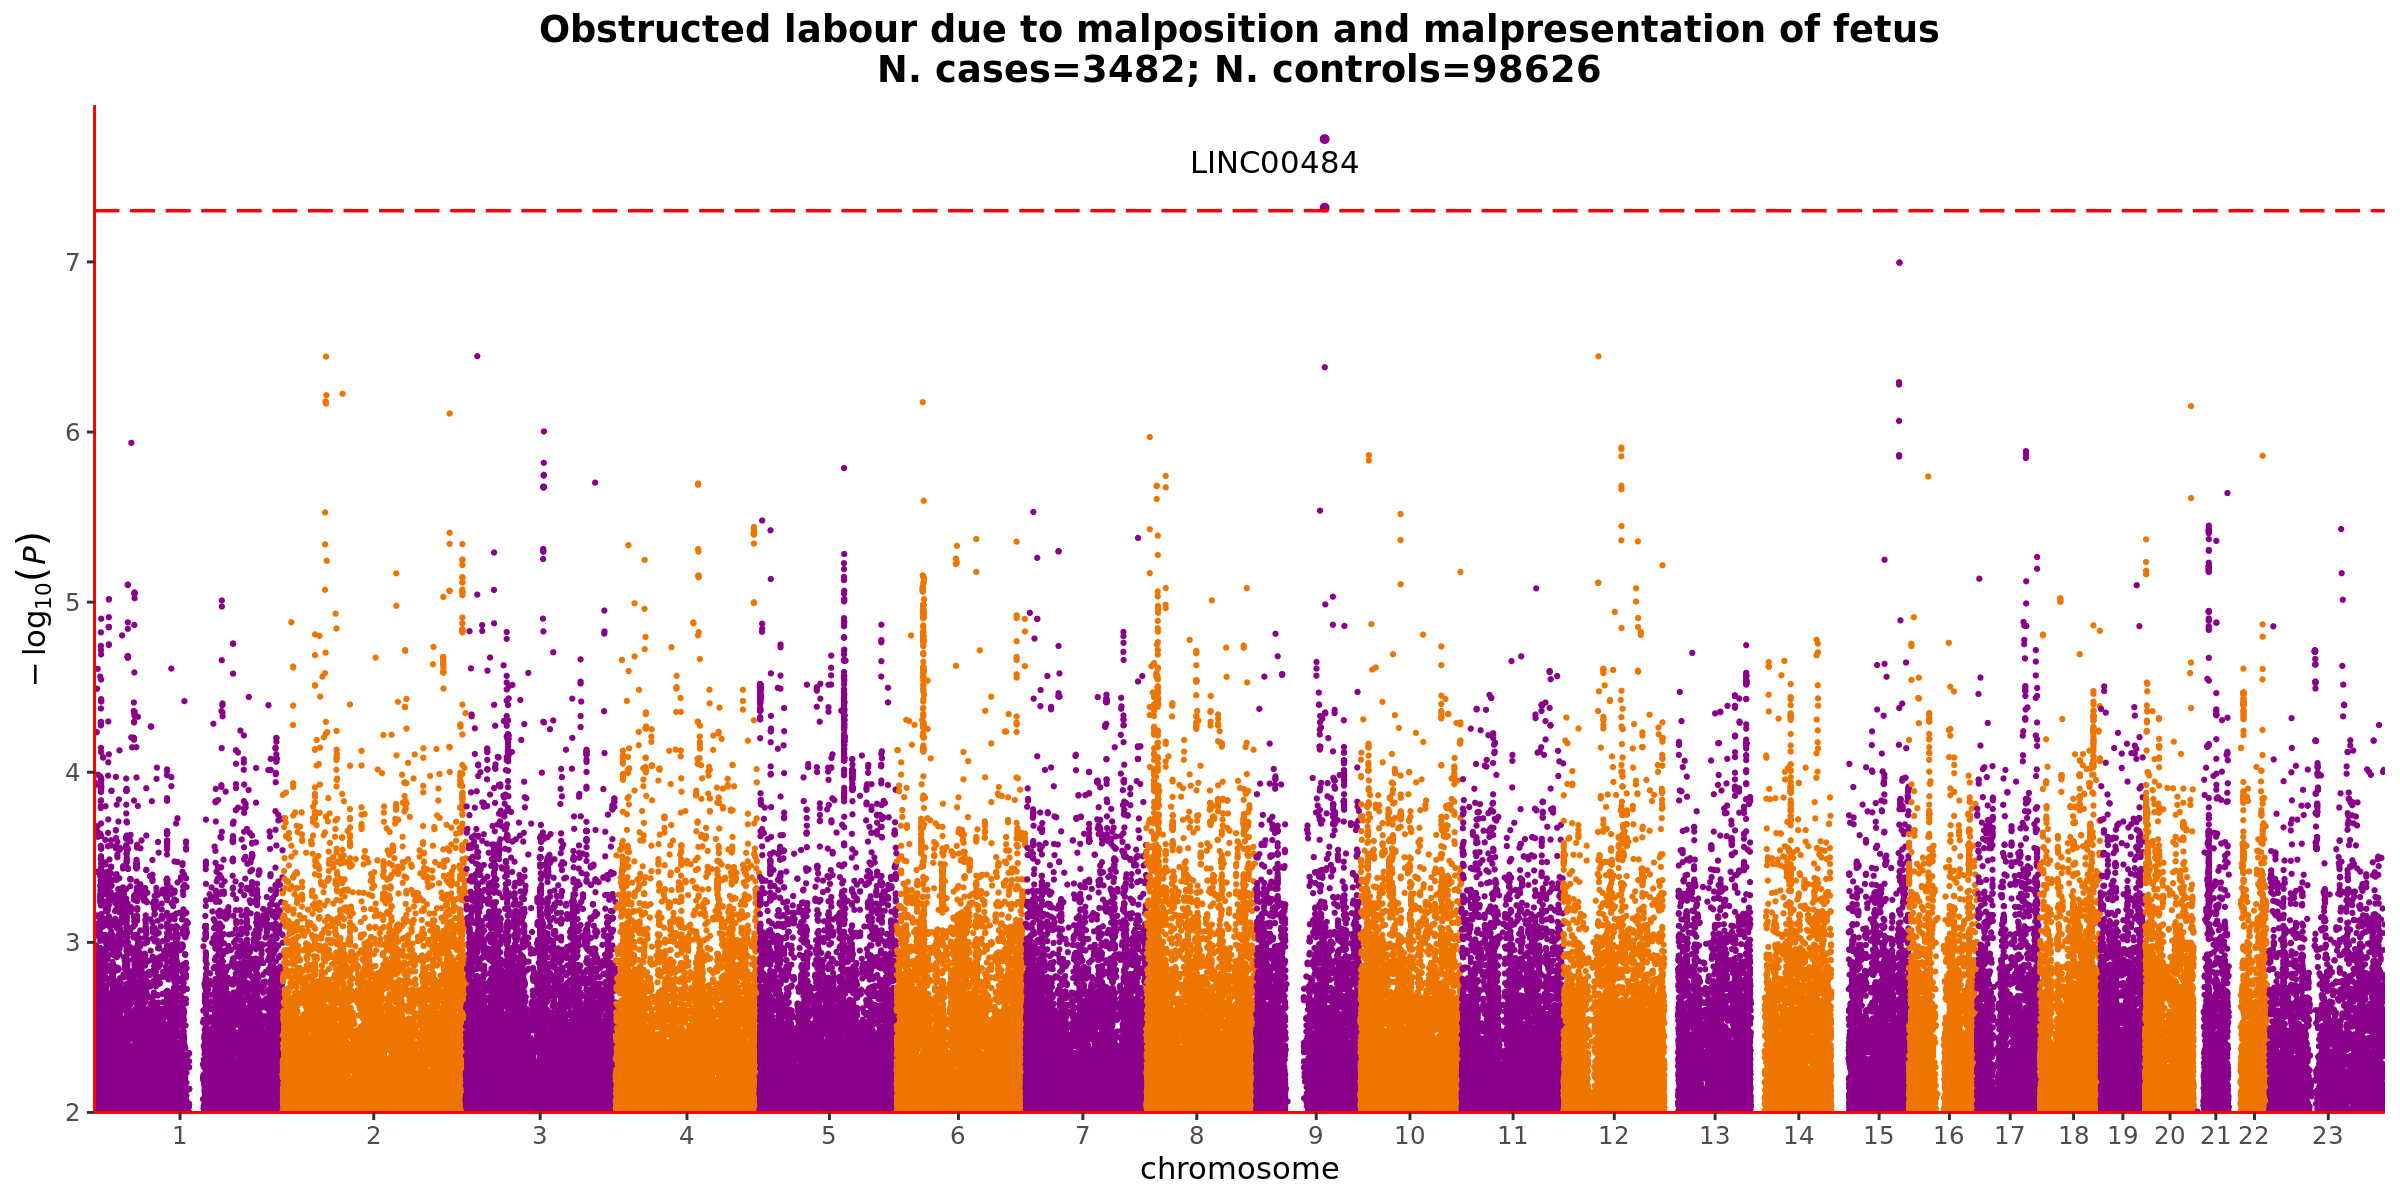 Obstructed labour due to malposition and malpresentation of fetus
N. cases=3482; N. controls=98626
LINC00484
7
6
5
4
3
2
− log₁₀(P)
1 2 3 4 5 6 7 8 9 10 11 12 13 14 15 16 17 18 19 20 21 22 23
chromosome